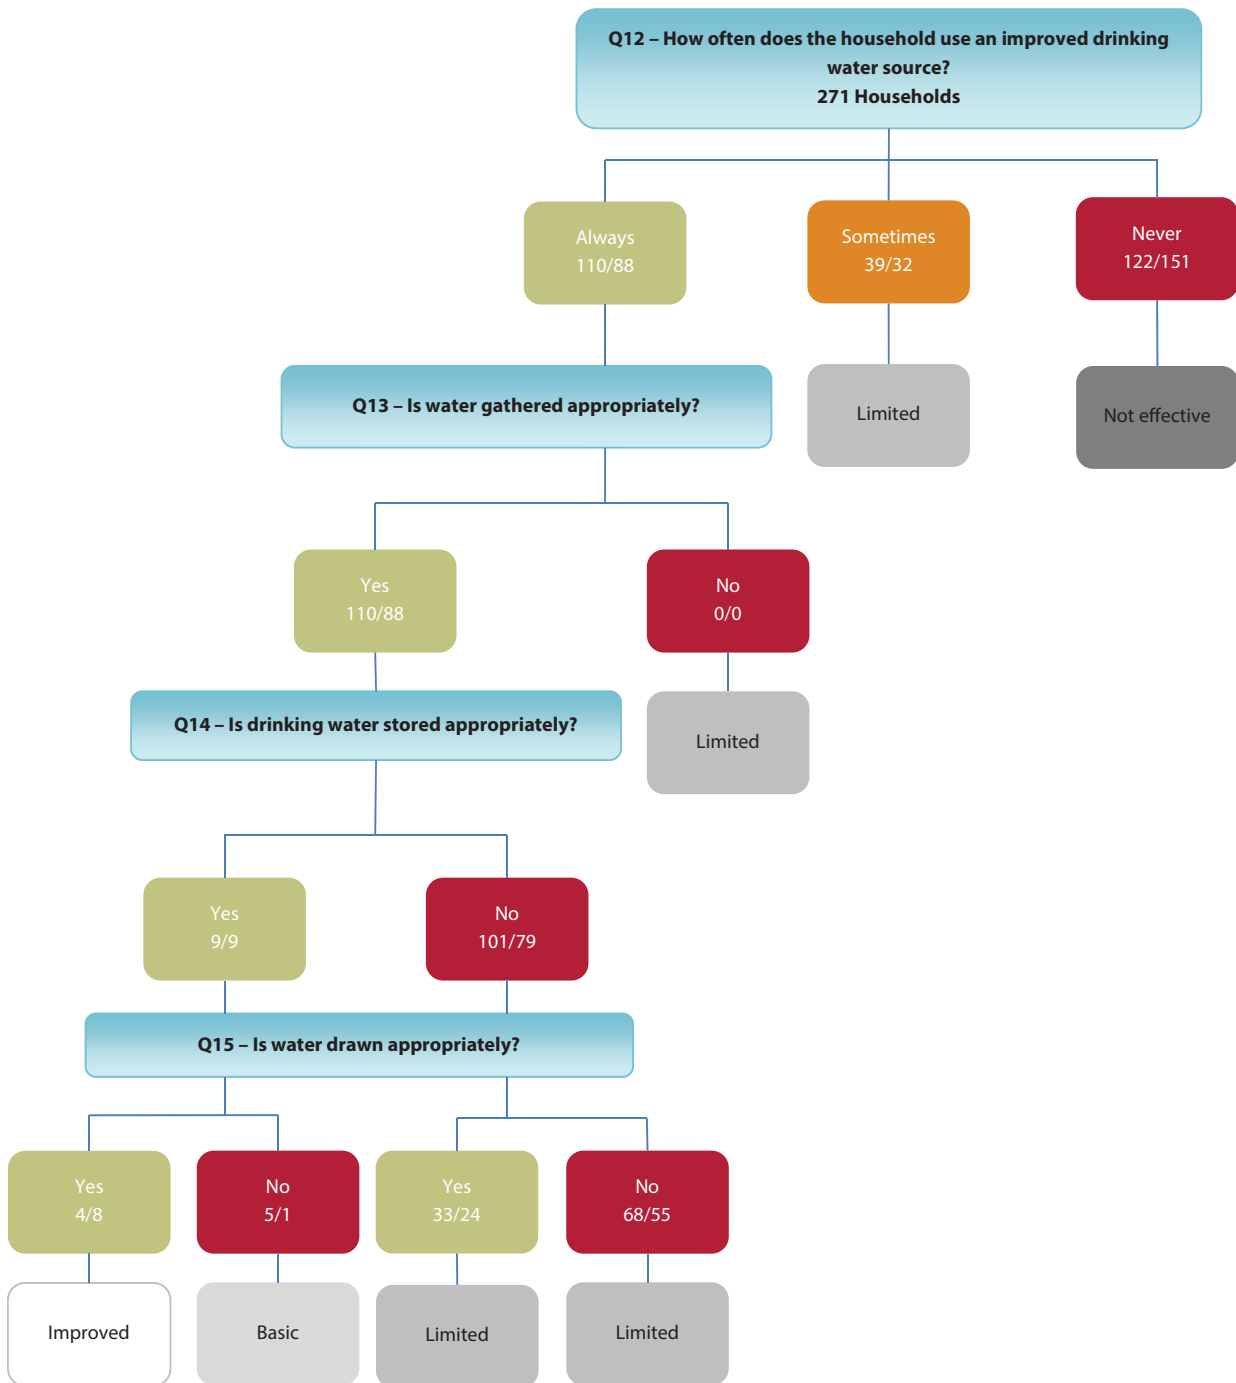 Q12 – How often does the household use an improved drinking
water source?
271 Households
Always
110/88
Sometimes
39/32
Never
122/151
Q13 – Is water gathered appropriately?
Limited
Not effective
Yes
110/88
No
0/0
Q14 – Is drinking water stored appropriately?
Limited
Yes
9/9
No
101/79
Q15 – Is water drawn appropriately?
Yes
4/8
No
5/1
Yes
33/24
No
68/55
Improved
Basic
Limited
Limited